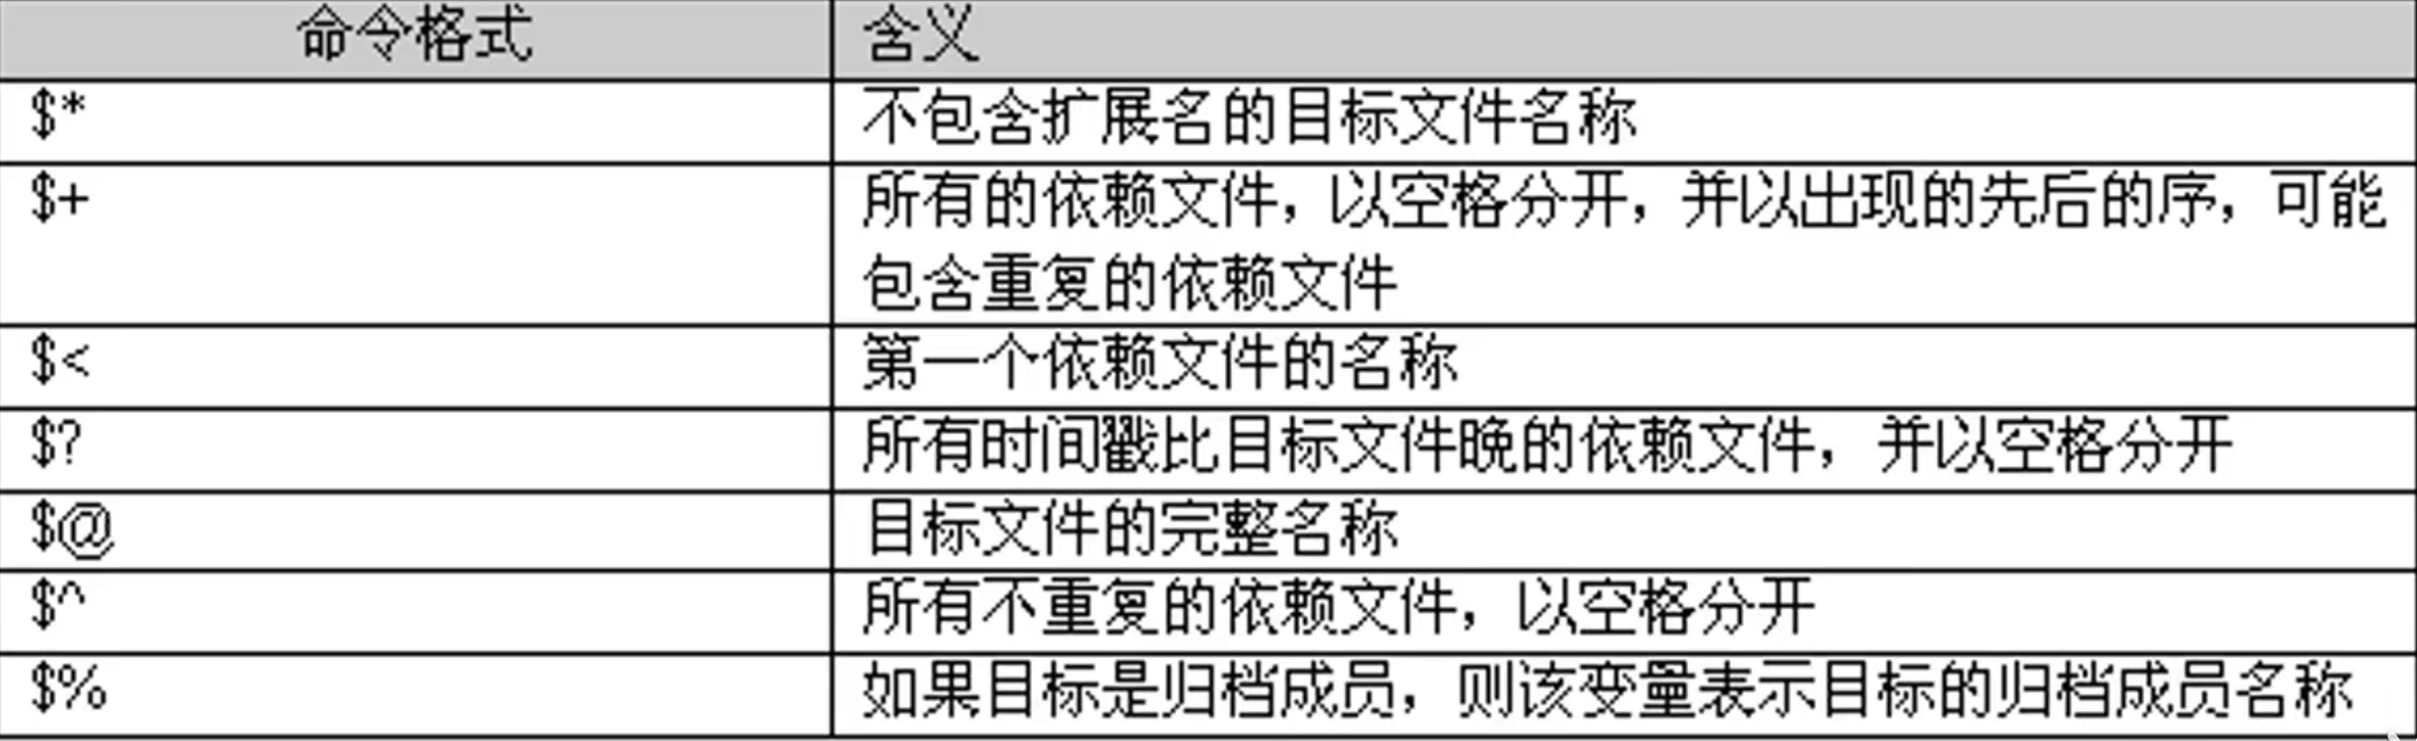 命令格式 含义
$* 不包含扩展名的目标文件名称
$+ 所有的依赖文件，以空格分开，并以出现的先后的序，可能
包含重复的依赖文件
$< 第一个依赖文件的名称
$? 所有时间戳比目标文件晚的依赖文件，并以空格分开
$@ 目标文件的完整名称
$^ 所有不重复的依赖文件，以空格分开
$% 如果目标是归档成员，则该变量表示目标的归档成员名称